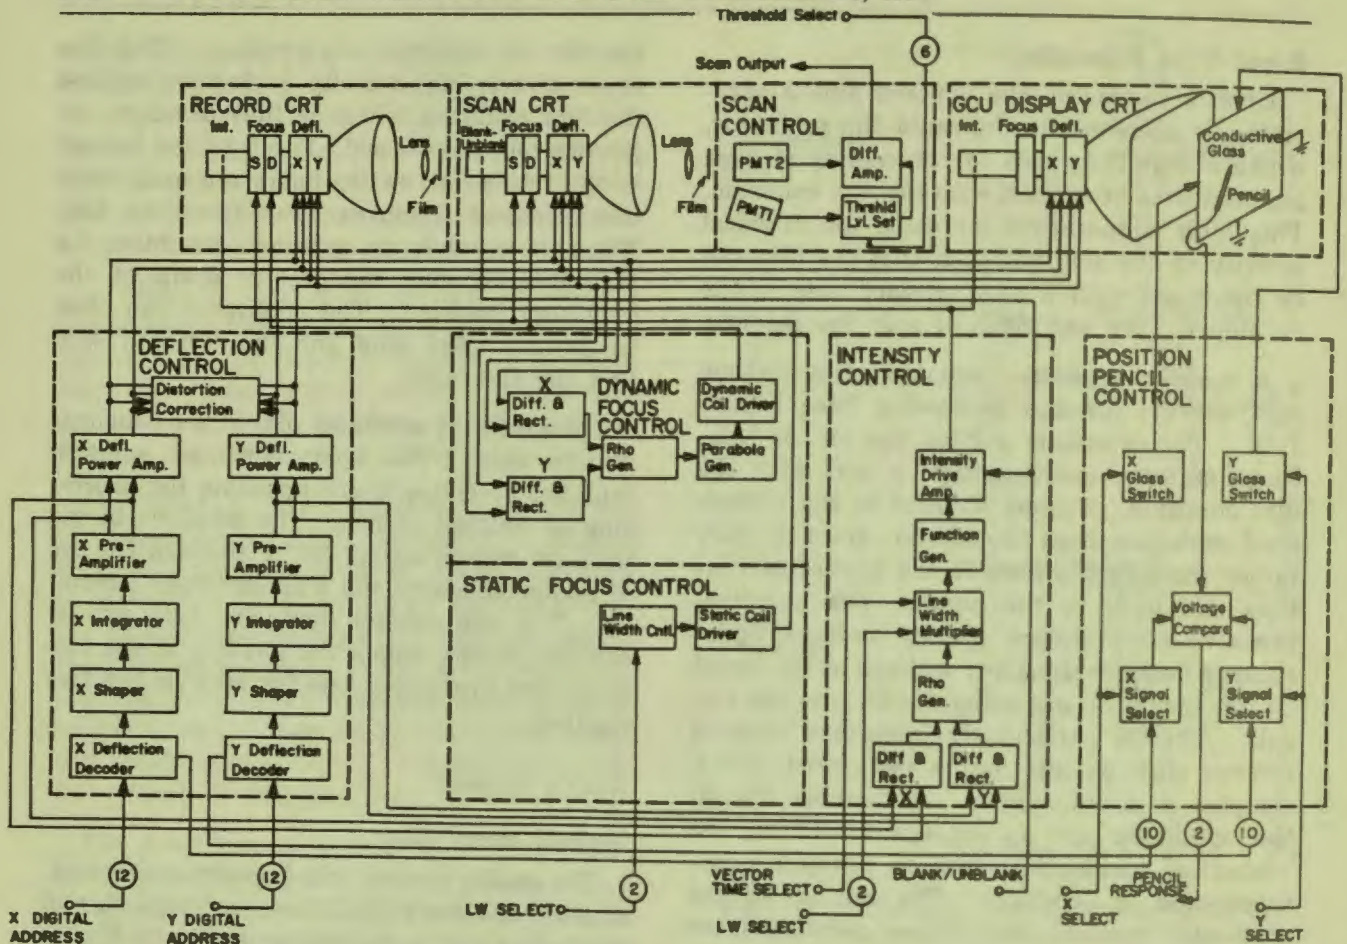 Threshold Select
6
Scan Output
RECORD CRT
Int. Focus Defl.
S D X Y
Lens
Film
SCAN CRT
Blank-
Unblank
Focus Defl.
S D X Y
Lens
Film
SCAN
CONTROL
PMT2
Diff.
Amp.
PMT1
Threshld
Lvl. Set
GCU DISPLAY CRT
Int. Focus Defl.
X Y
Conductive
Glass
Pencil
DEFLECTION
CONTROL
Distortion
Correction
X Defl.
Power Amp.
Y Defl.
Power Amp.
X Pre-
Amplifier
Y Pre-
Amplifier
X Integrator
Y Integrator
X Shaper
Y Shaper
X Deflection
Decoder
Y Deflection
Decoder
12
12
X DIGITAL
ADDRESS
Y DIGITAL
ADDRESS
X
Diff. &
Rect.
Y
Diff. &
Rect.
DYNAMIC
FOCUS
CONTROL
Rho
Gen.
Dynamic
Coil Driver
Parabola
Gen.
STATIC FOCUS CONTROL
Line
Width Cntl.
Static Coil
Driver
2
LW SELECT
INTENSITY
CONTROL
Intensity
Drive
Amp.
Function
Gen.
Line
Width
Multiplier
Rho
Gen.
Diff &
Rect.
X
Diff &
Rect.
Y
VECTOR
TIME SELECT
2
LW SELECT
BLANK/UNBLANK
POSITION
PENCIL
CONTROL
X
Glass
Switch
Y
Glass
Switch
Voltage
Compare
X
Signal
Select
Y
Signal
Select
10
2
10
X
SELECT
PENCIL
RESPONSE
Y
SELECT